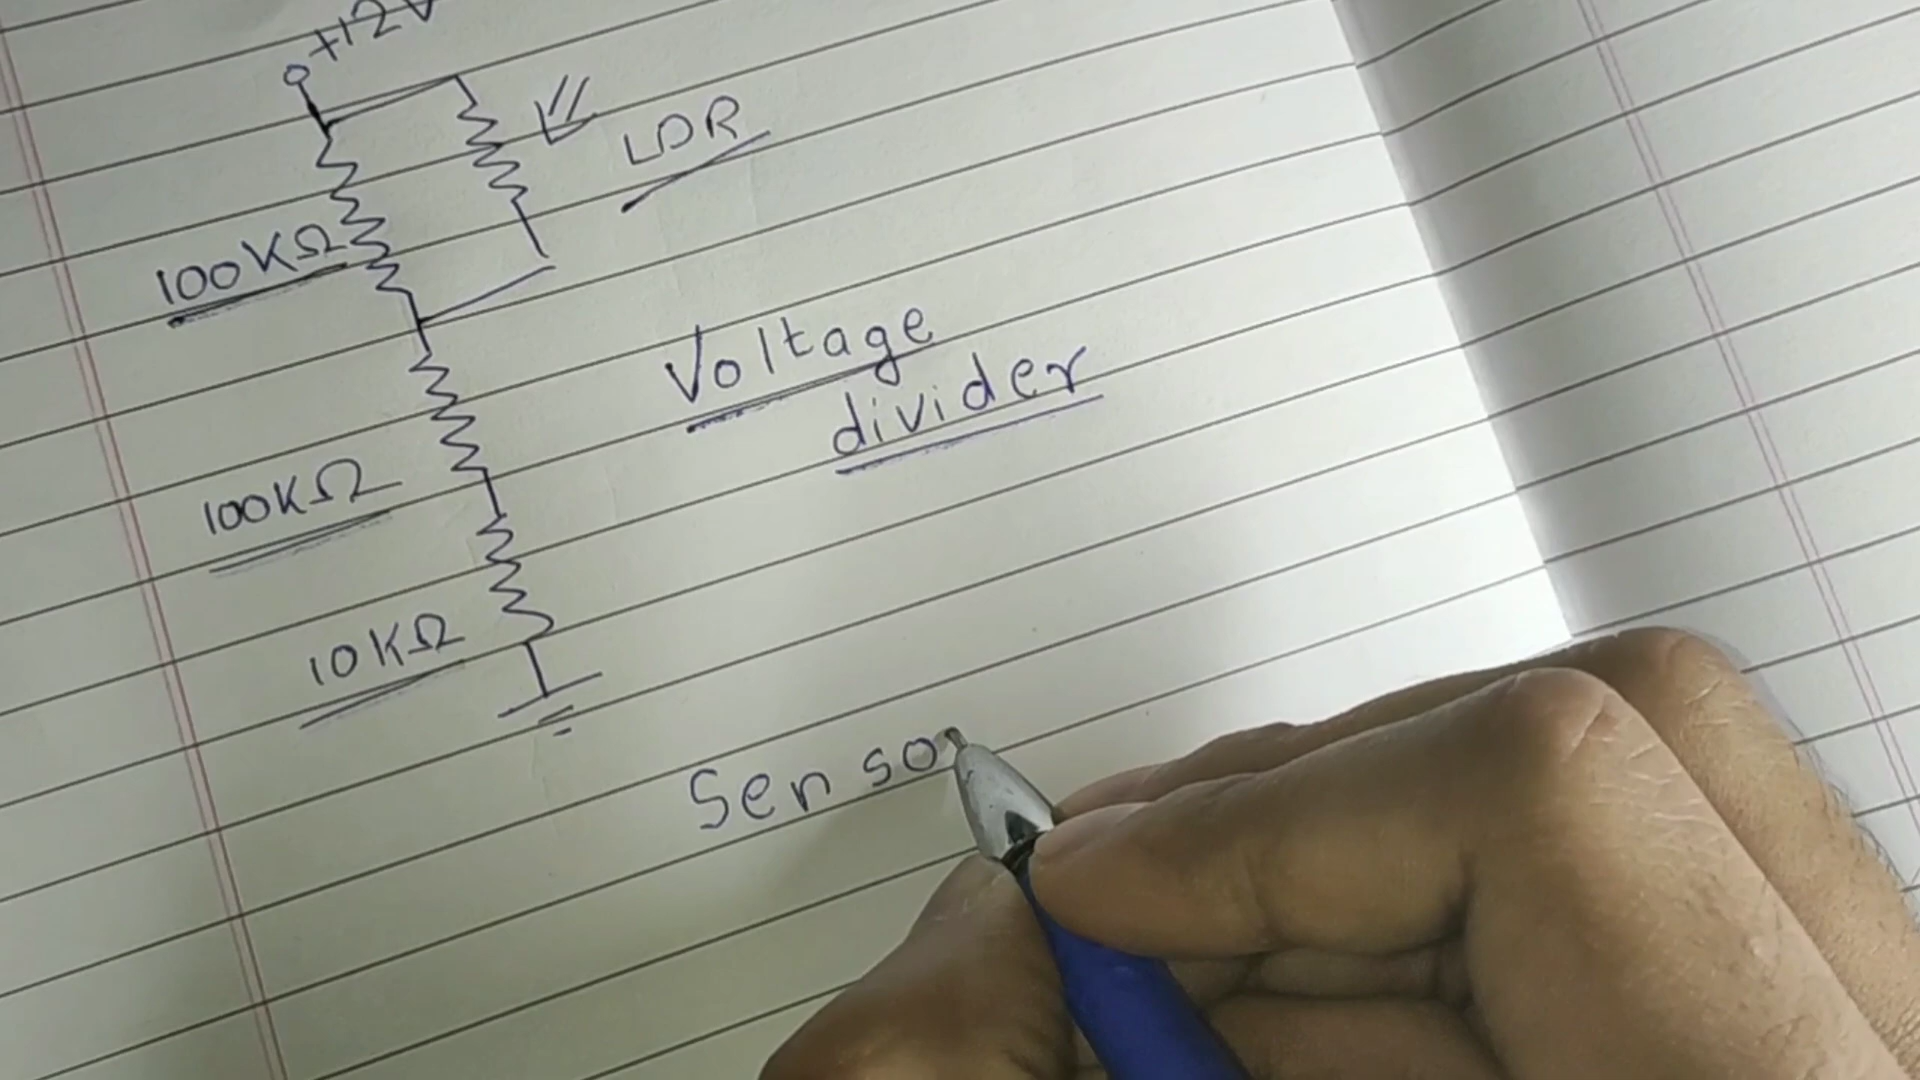 +12V
LDR
100KΩ
Voltage
divider
100KΩ
10KΩ
Senso